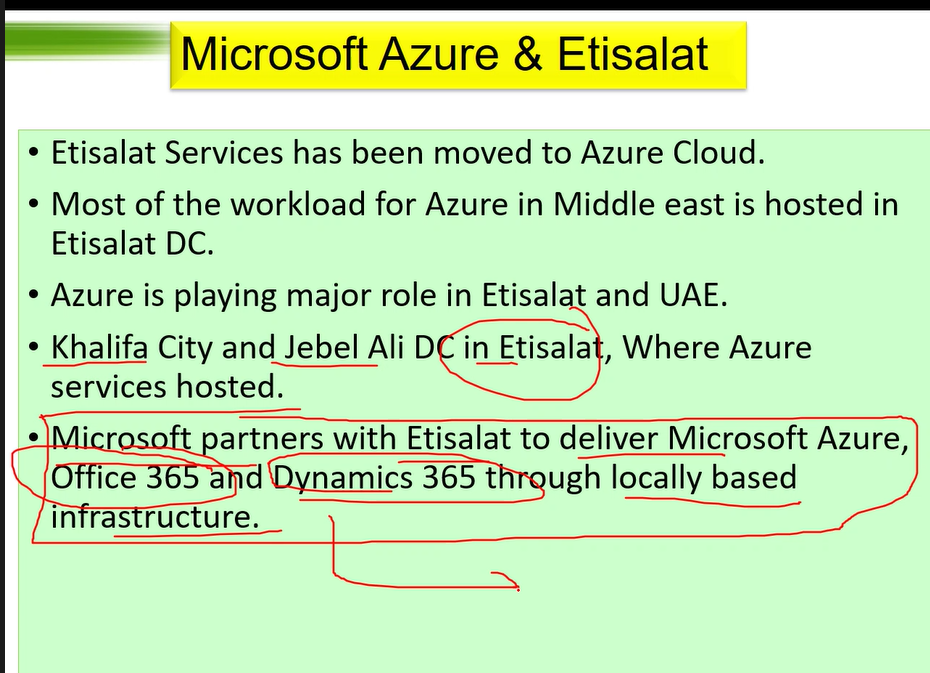 Microsoft Azure & Etisalat
• Etisalat Services has been moved to Azure Cloud.
• Most of the workload for Azure in Middle east is hosted in
Etisalat DC.
• Azure is playing major role in Etisalat and UAE.
• Khalifa City and Jebel Ali DC in Etisalat, Where Azure
services hosted.
• Microsoft partners with Etisalat to deliver Microsoft Azure,
Office 365 and Dynamics 365 through locally based
infrastructure.